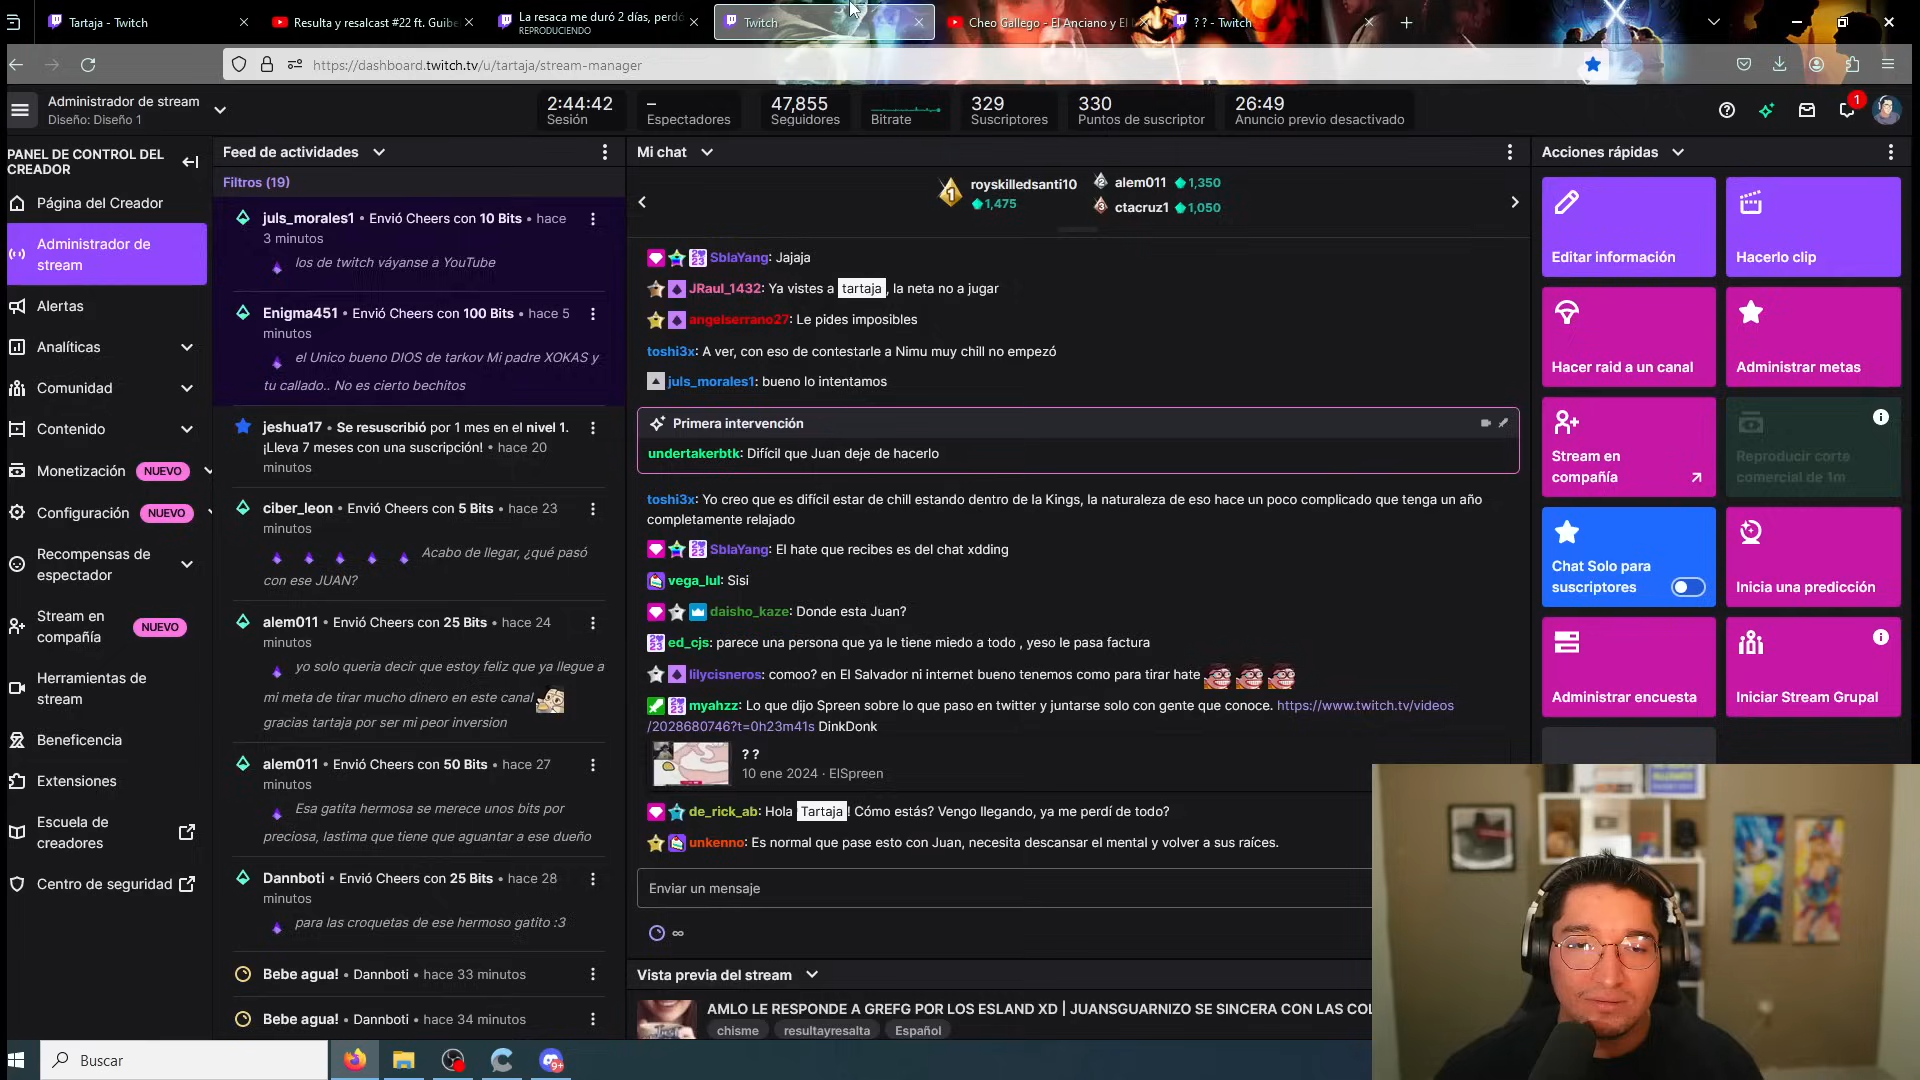 Tartaja - Twitch
Resulta y resalcast #22 ft. Guibe
La resaca me duró 2 días, perdó
REPRODUCIENDO
Twitch
Cheo Gallego - El Anciano y El
? ? - Twitch
https://dashboard.twitch.tv/u/tartaja/stream-manager
Administrador de stream
Diseño: Diseño 1
2:44:42
Sesión
–
Espectadores
47,855
Seguidores
Bitrate
329
Suscriptores
330
Puntos de suscriptor
26:49
Anuncio previo desactivado
1
PANEL DE CONTROL DEL
CREADOR
Página del Creador
Administrador de
stream
Alertas
Analíticas
Comunidad
Contenido
Monetización NUEVO
Configuración NUEVO
Recompensas de
espectador
Stream en
compañía
NUEVO
Herramientas de
stream
Beneficencia
Extensiones
Escuela de
creadores
Centro de seguridad
Feed de actividades
Filtros (19)
juls_morales1 • Envió Cheers con 10 Bits • hace
3 minutos
los de twitch váyanse a YouTube
Enigma451 • Envió Cheers con 100 Bits • hace 5
minutos
el Unico bueno DIOS de tarkov Mi padre XOKAS y
tu callado.. No es cierto bechitos
jeshua17 • Se resuscribió por 1 mes en el nivel 1.
¡Lleva 7 meses con una suscripción! • hace 20
minutos
ciber_leon • Envió Cheers con 5 Bits • hace 23
minutos
Acabo de llegar, ¿qué pasó
con ese JUAN?
alem011 • Envió Cheers con 25 Bits • hace 24
minutos
yo solo queria decir que estoy feliz que ya llegue a
mi meta de tirar mucho dinero en este canal
gracias tartaja por ser mi peor inversion
alem011 • Envió Cheers con 50 Bits • hace 27
minutos
Esa gatita hermosa se merece unos bits por
preciosa, lastima que tiene que aguantar a ese dueño
Dannboti • Envió Cheers con 25 Bits • hace 28
minutos
para las croquetas de ese hermoso gatito :3
Bebe agua! • Dannboti • hace 33 minutos
Bebe agua! • Dannboti • hace 34 minutos
Mi chat
1
royskilledsanti10
1,475
2 alem011 1,350
3 ctacruz1 1,050
SblaYang: Jajaja
JRaul_1432: Ya vistes a tartaja, la neta no a jugar
angelserrano27: Le pides imposibles
toshi3x: A ver, con eso de contestarle a Nimu muy chill no empezó
juls_morales1: bueno lo intentamos
Primera intervención
undertakerbtk: Difícil que Juan deje de hacerlo
toshi3x: Yo creo que es difícil estar de chill estando dentro de la Kings, la naturaleza de eso hace un poco complicado que tenga un año
completamente relajado
SblaYang: El hate que recibes es del chat xdding
vega_lul: Sisi
daisho_kaze: Donde esta Juan?
ed_cjs: parece una persona que ya le tiene miedo a todo , yeso le pasa factura
lilycisneros: comoo? en El Salvador ni internet bueno tenemos como para tirar hate
myahzz: Lo que dijo Spreen sobre lo que paso en twitter y juntarse solo con gente que conoce. https://www.twitch.tv/videos
/2028680746?t=0h23m41s DinkDonk
? ?
10 ene 2024 · ElSpreen
de_rick_ab: Hola Tartaja! Cómo estás? Vengo llegando, ya me perdí de todo?
unkenno: Es normal que pase esto con Juan, necesita descansar el mental y volver a sus raíces.
Enviar un mensaje
∞
Vista previa del stream
AMLO LE RESPONDE A GREFG POR LOS ESLAND XD | JUANSGUARNIZO SE SINCERA CON LAS COL
chisme
resultayresalta
Español
Acciones rápidas
Editar información
Hacerlo clip
Hacer raid a un canal
Administrar metas
Stream en
compañía
Reproducir corte
comercial de 1m
Chat Solo para
suscriptores
Inicia una predicción
Administrar encuesta
Iniciar Stream Grupal
Buscar
9+